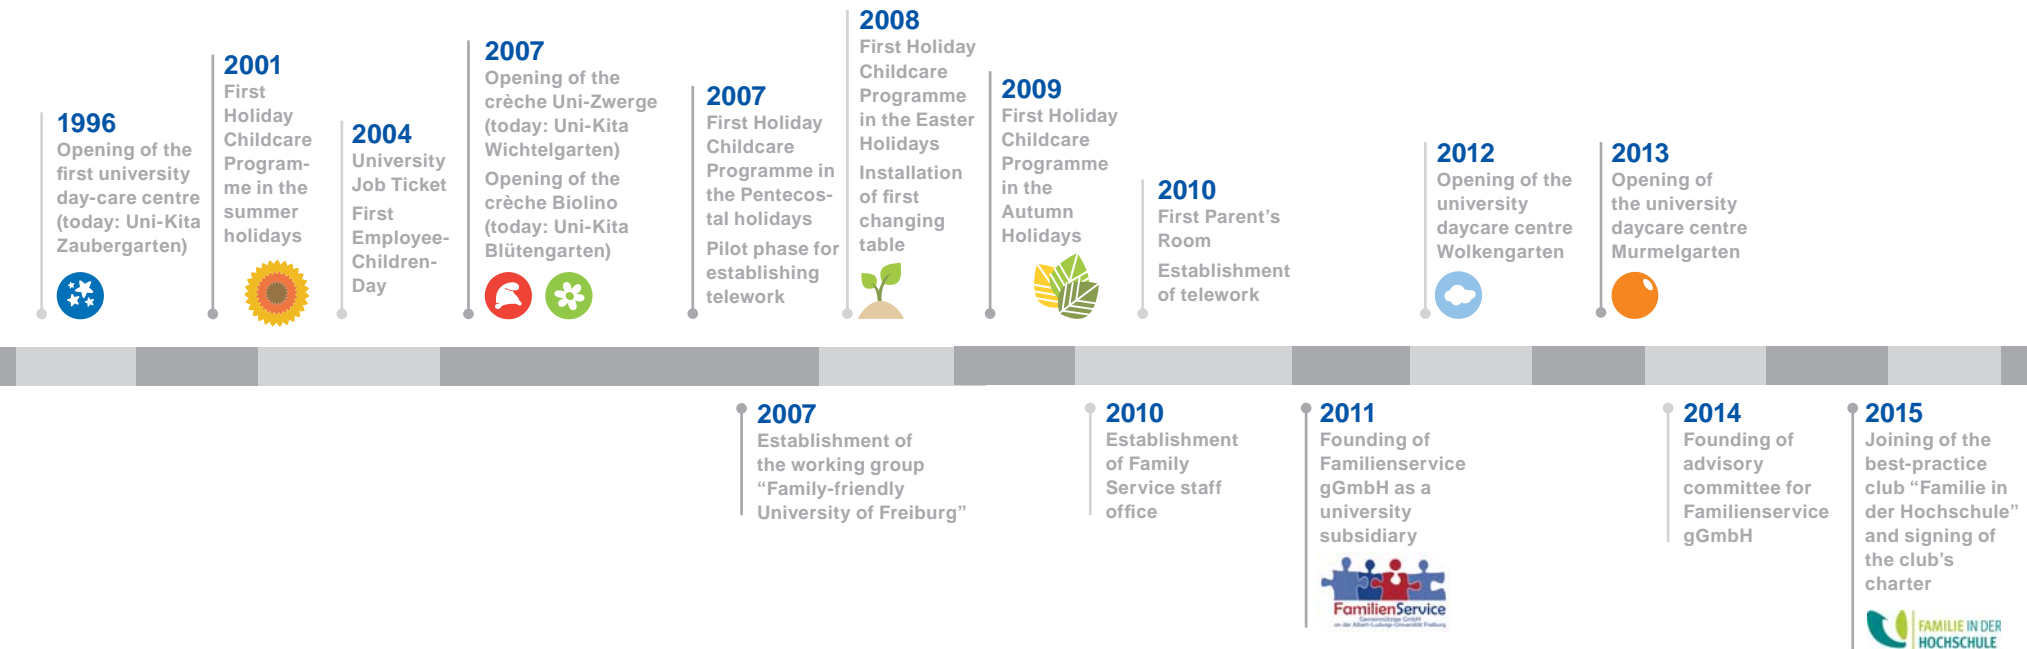 1996
Opening of the
first university
day-care centre
(today: Uni-Kita
Zaubergarten)
2001
First
Holiday
Childcare
Program-
me in the
summer
holidays
2004
University
Job Ticket
First
Employee-
Children-
Day
2007
Opening of the
crèche Uni-Zwerge
(today: Uni-Kita
Wichtelgarten)
Opening of the
crèche Biolino
(today: Uni-Kita
Blütengarten)
2007
First Holiday
Childcare
Programme in
the Pentecos-
tal holidays
Pilot phase for
establishing
telework
2008
First Holiday
Childcare
Programme
in the Easter
Holidays
Installation
of first
changing
table
2009
First Holiday
Childcare
Programme
in the
Autumn
Holidays
2010
First Parent’s
Room
Establishment
of telework
2012
Opening of the
university
daycare centre
Wolkengarten
2013
Opening of
the university
daycare centre
Murmelgarten
2007
Establishment of
the working group
“Family-friendly
University of Freiburg”
2010
Establishment
of Family
Service staff
office
2011
Founding of
Familienservice
gGmbH as a
university
subsidiary
FamilienService
Gemeinnützige GmbH
an der Albert-Ludwigs-Universität Freiburg
2014
Founding of
advisory
committee for
Familienservice
gGmbH
2015
Joining of the
best-practice
club “Familie in
der Hochschule”
and signing of
the club’s
charter
FAMILIE IN DER
HOCHSCHULE